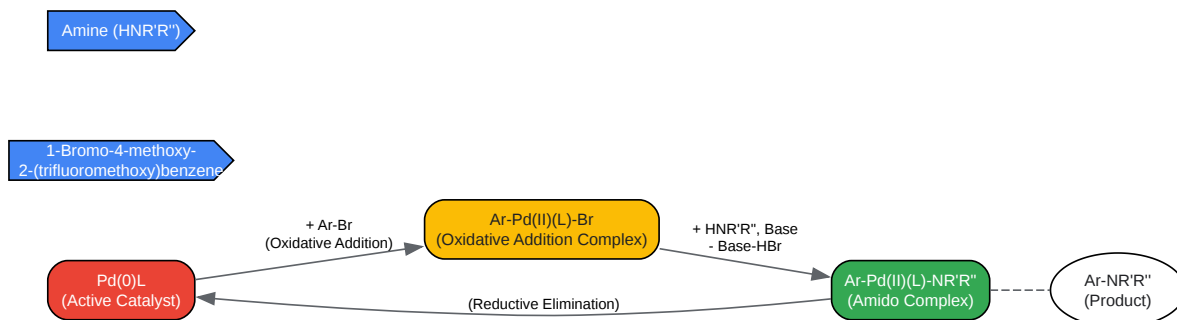 Amine (HNR'R'')
1-Bromo-4-methoxy-
2-(trifluoromethoxy)benzene
+ Ar-Br
(Oxidative Addition)
Ar-Pd(II)(L)-Br
(Oxidative Addition Complex)
+ HNR'R'', Base
- Base-HBr
Pd(0)L
(Active Catalyst)
(Reductive Elimination)
Ar-Pd(II)(L)-NR'R''
(Amido Complex)
Ar-NR'R''
(Product)